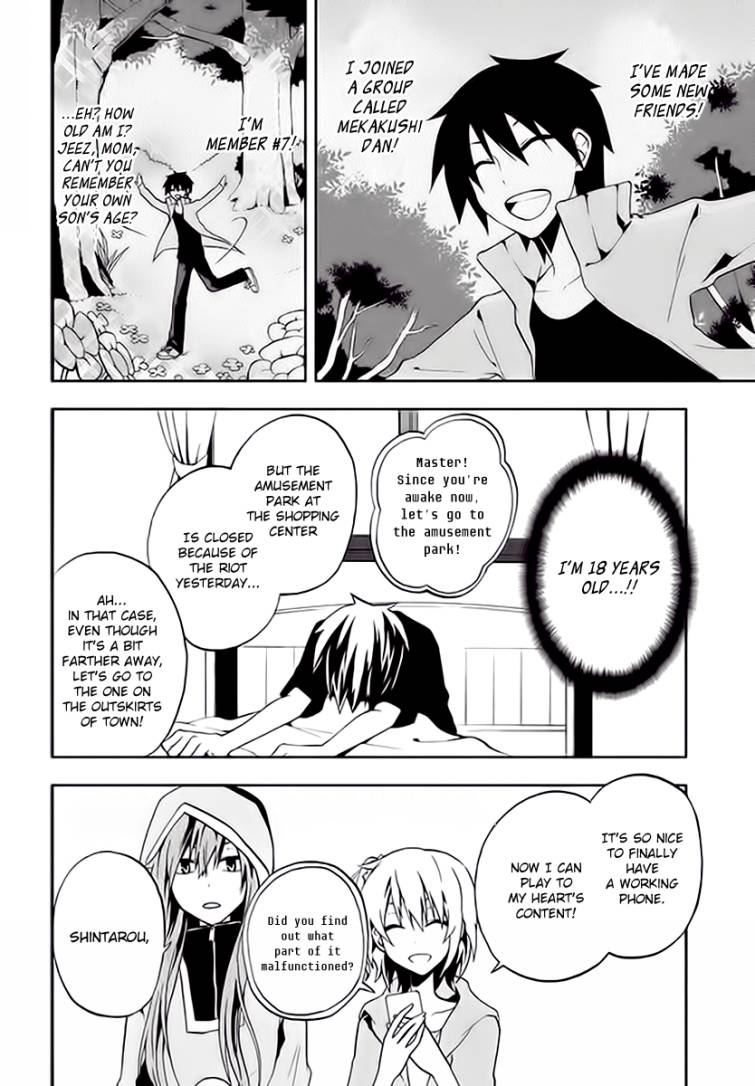 I'VE MADE
SOME NEW
FRIENDS!
I JOINED
A GROUP
CALLED
MEKAKUSHI
DAN!
I'M
MEMBER #7!
...EH? HOW
OLD AM I?
JEEZ, MOM,
CAN'T YOU
REMEMBER
YOUR OWN
SON'S AGE?
I'M 18 YEARS
OLD...!!
Master!
Since you're
awake now,
let's go to
the amusement
park!
BUT THE
AMUSEMENT
PARK AT
THE SHOPPING
CENTER
IS CLOSED
BECAUSE OF
THE RIOT
YESTERDAY...
AH...
IN THAT CASE,
EVEN THOUGH
IT'S A BIT
FARTHER AWAY,
LET'S GO TO
THE ONE ON
THE OUTSKIRTS
OF TOWN!
IT'S SO NICE
TO FINALLY
HAVE
A WORKING
PHONE.
NOW I CAN
PLAY TO
MY HEART'S
CONTENT!
Did you find
out what
part of it
malfunctioned?
SHINTAROU,